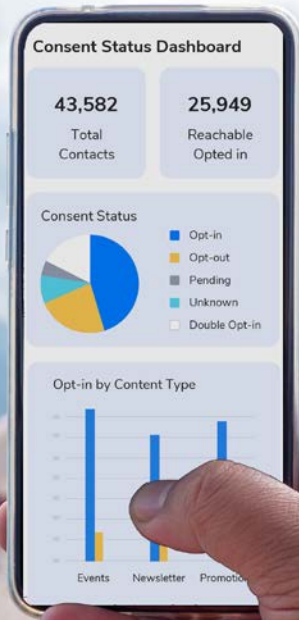 Consent Status Dashboard
43,582
Total
Contacts
25,949
Reachable
Opted in
Consent Status
Opt-in
Opt-out
Pending
Unknown
Double Opt-in
Opt-in by Content Type
Events
Newsletter